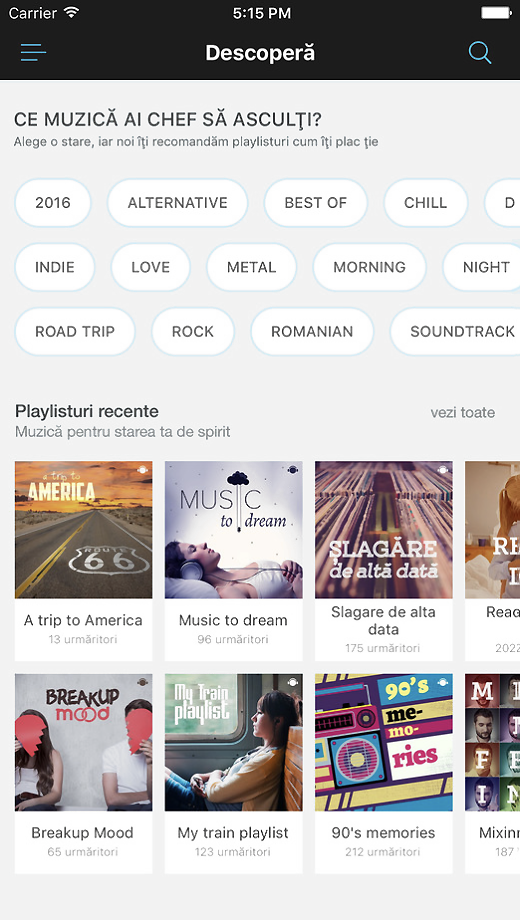 Carrier 5:15 PM
Descoperă
CE MUZICĂ AI CHEF SĂ ASCULŢI?
Alege o stare, iar noi îţi recomandăm playlisturi cum îţi plac ţie
2016 ALTERNATIVE BEST OF CHILL D
INDIE LOVE METAL MORNING NIGHT
ROAD TRIP ROCK ROMANIAN SOUNDTRACK
Playlisturi recente vezi toate
Muzică pentru starea ta de spirit
a trip to
AMERICA
ROUTE
66
MUSIC
to dream
ŞLAGĂRE
de altă dată
A trip to America
13 urmăritori
Music to dream
96 urmăritori
Slagare de alta
data
175 urmăritori
Reag
2022
BREAKUP
mood
My Train
playlist
90's
me-
mo-
ries
M
F
I N
Breakup Mood
65 urmăritori
My train playlist
123 urmăritori
90's memories
212 urmăritori
Mixin
187